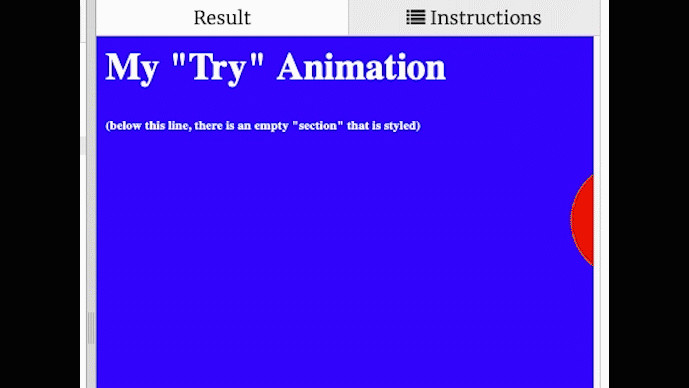 Result
Instructions
My "Try" Animation
(below this line, there is an empty "section" that is styled)